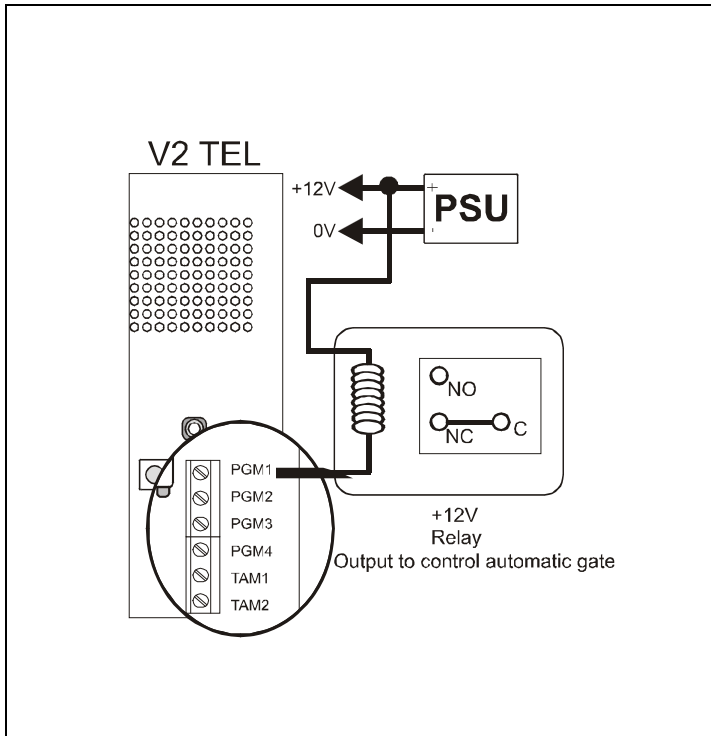 V2 TEL
+12V
+
PSU
0V
-
NO
NC
C
PGM1
PGM2
PGM3
PGM4
TAM1
TAM2
+12V
Relay
Output to control automatic gate